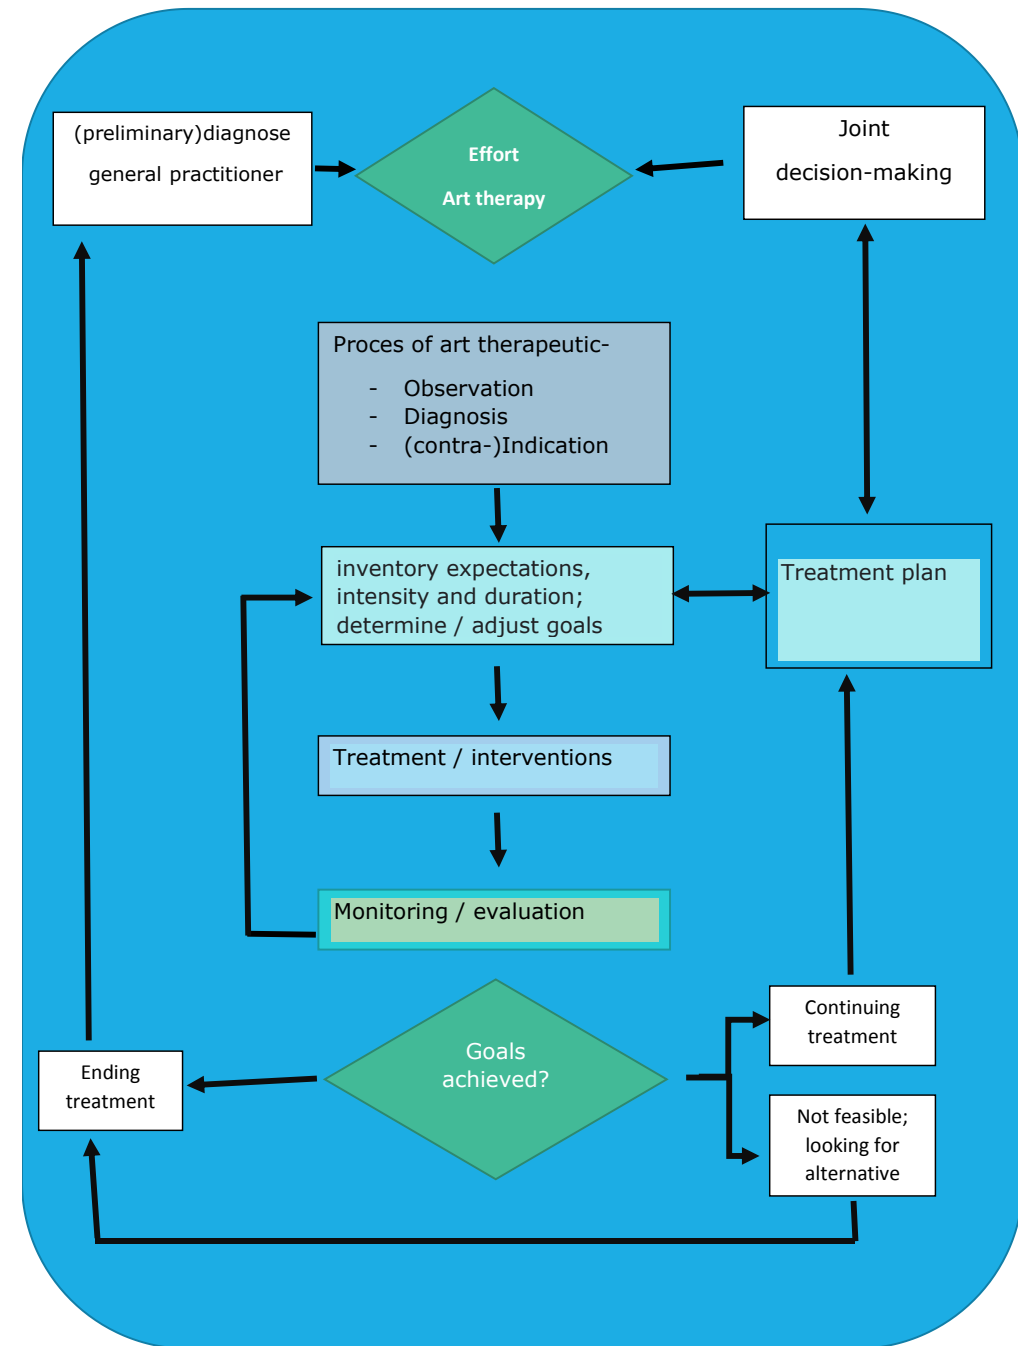 (preliminary)diagnose
general practitioner
Effort
Art therapy
Joint
decision-making
Proces of art therapeutic-
- Observation
- Diagnosis
- (contra-)Indication
inventory expectations,
intensity and duration;
determine / adjust goals
Treatment plan
Treatment / interventions
Monitoring / evaluation
Goals
achieved?
Continuing
treatment
Ending
treatment
Not feasible;
looking for
alternative